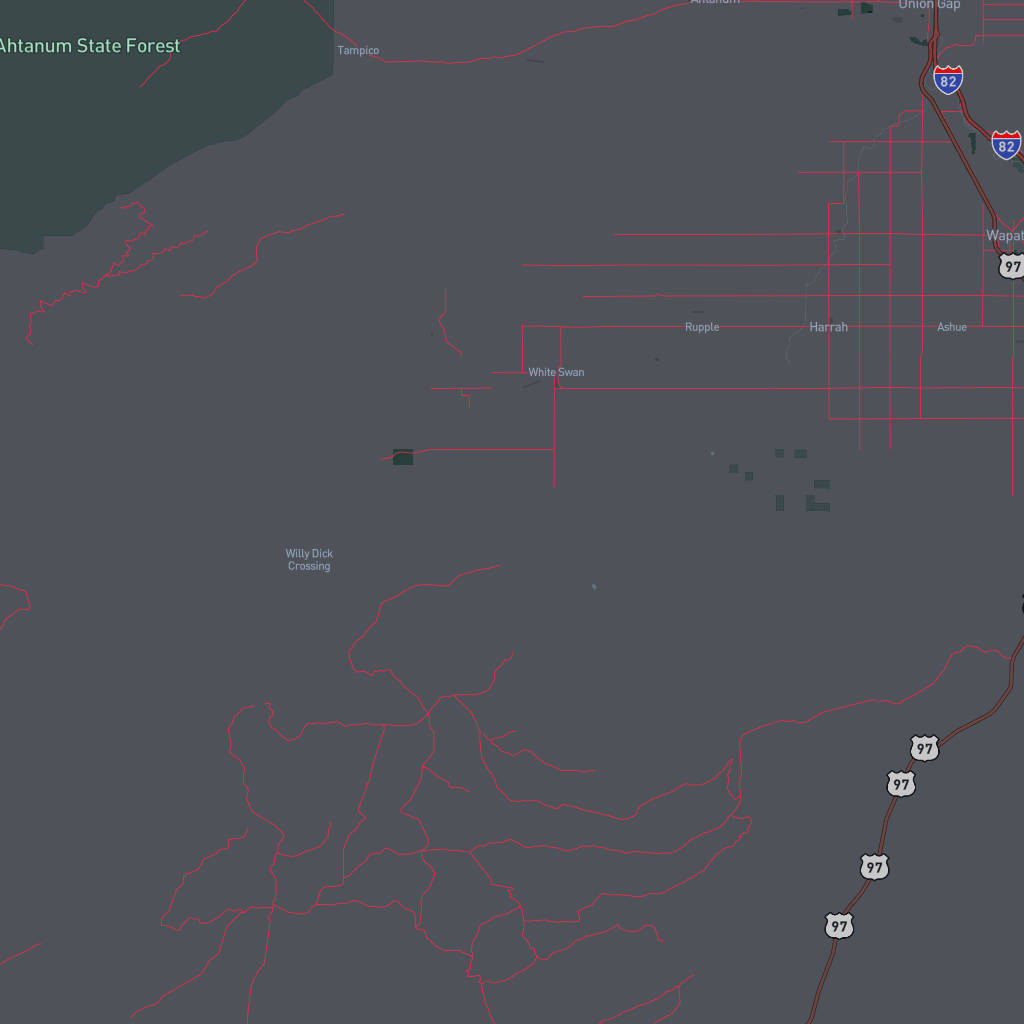 Union Gap
Ahtanum State Forest
Tampico
82
82
Wapat
97
Rupple
Harrah
Ashue
White Swan
Willy Dick
Crossing
97
97
97
97